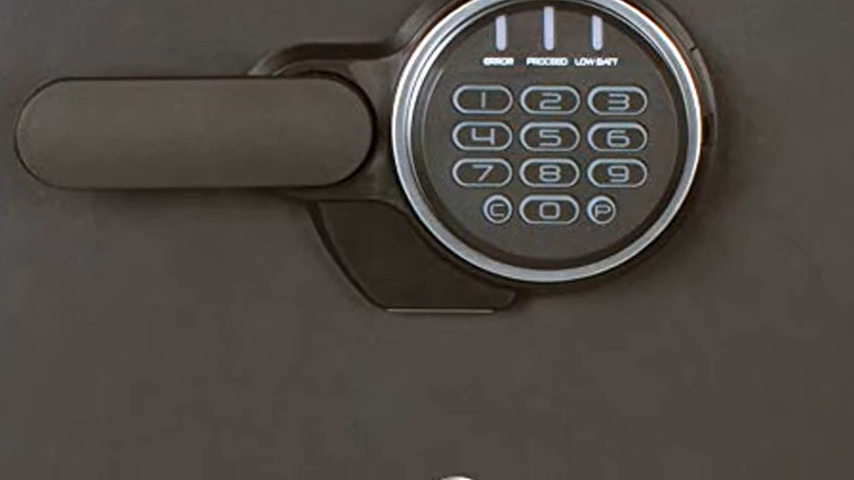 ERROR PROCEED LOW BATT
1 2 3
4 5 6
7 8 9
C 0 P